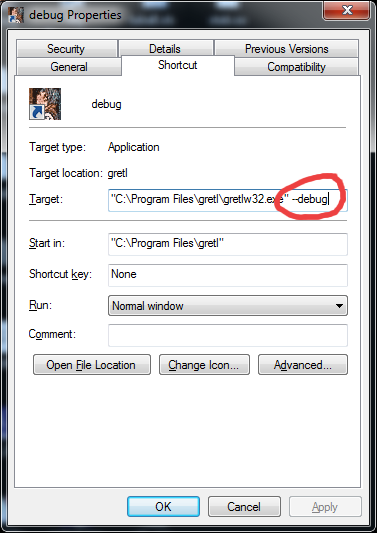 debug Properties
Security Details Previous Versions
General Shortcut Compatibility
debug
Target type: Application
Target location: gretl
Target: "C:\Program Files\gretl\gretlw32.exe" --debug
Start in: "C:\Program Files\gretl"
Shortcut key: None
Run: Normal window
Comment:
Open File Location Change Icon... Advanced...
OK Cancel Apply